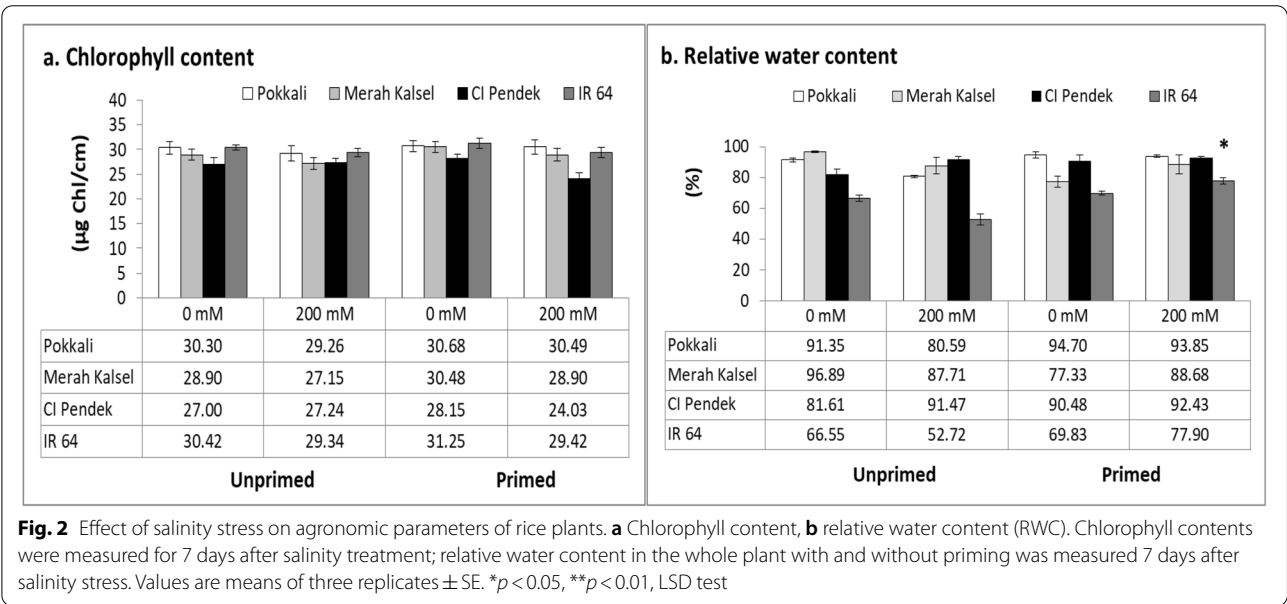 a. Chlorophyll content
Pokkali Merah Kalsel CI Pendek IR 64
(µg Chl/cm)
40
35
30
25
20
15
10
5
0
0 mM 200 mM 0 mM 200 mM
Pokkali 30.30 29.26 30.68 30.49
Merah Kalsel 28.90 27.15 30.48 28.90
CI Pendek 27.00 27.24 28.15 24.03
IR 64 30.42 29.34 31.25 29.42
Unprimed Primed
b. Relative water content
Pokkali Merah Kalsel CI Pendek IR 64
(%)
100
80
60
40
20
0
*
0 mM 200 mM 0 mM 200 mM
Pokkali 91.35 80.59 94.70 93.85
Merah Kalsel 96.89 87.71 77.33 88.68
CI Pendek 81.61 91.47 90.48 92.43
IR 64 66.55 52.72 69.83 77.90
Unprimed Primed
Fig. 2 Effect of salinity stress on agronomic parameters of rice plants. a Chlorophyll content, b relative water content (RWC). Chlorophyll contents
were measured for 7 days after salinity treatment; relative water content in the whole plant with and without priming was measured 7 days after
salinity stress. Values are means of three replicates ± SE. *p < 0.05, **p < 0.01, LSD test